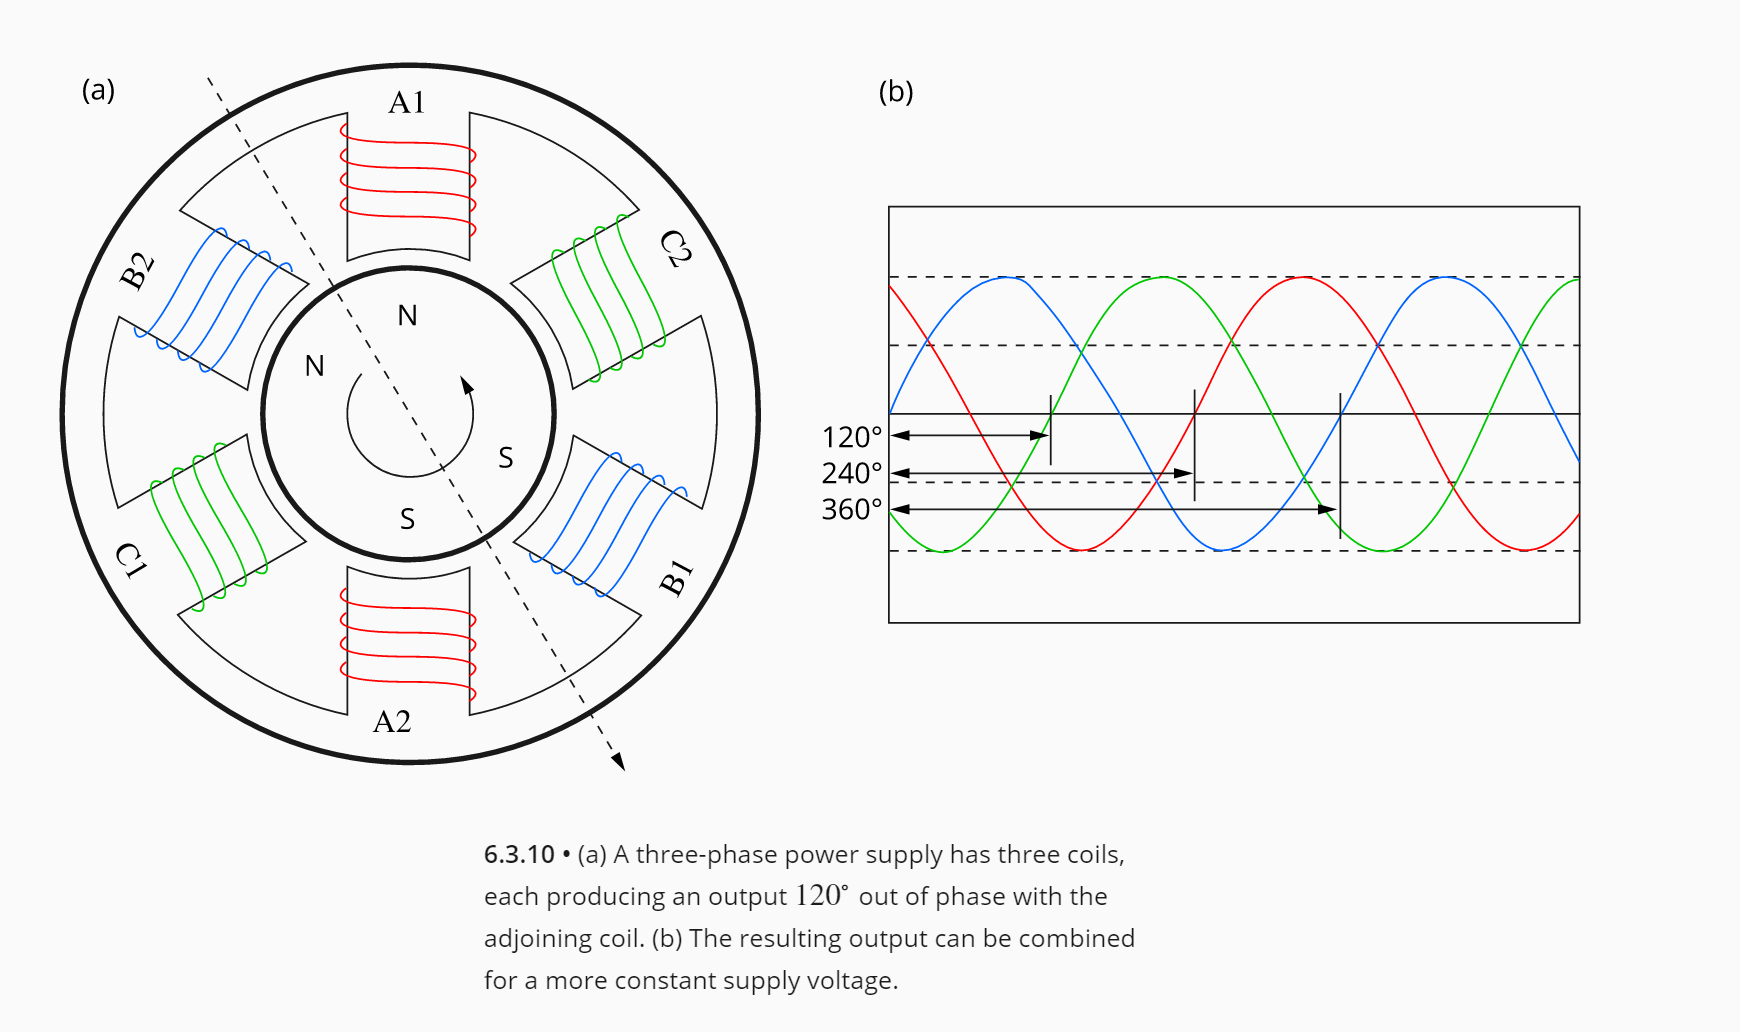 (a)
A1
B2
C2
N
N
S
S
C1
B1
A2
(b)
120°
240°
360°
6.3.10 • (a) A three-phase power supply has three coils,
each producing an output 120° out of phase with the
adjoining coil. (b) The resulting output can be combined
for a more constant supply voltage.